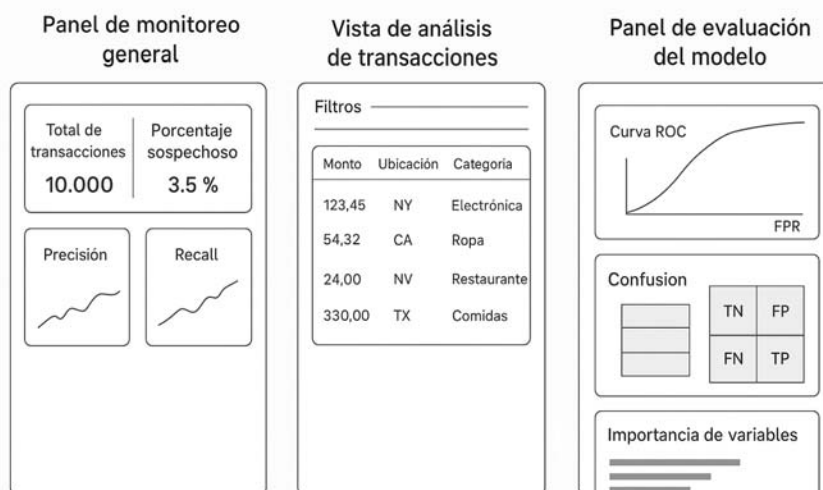 Panel de monitoreo
general
Total de
transacciones
10.000
Porcentaje
sospechoso
3.5 %
Precisión
Recall
Vista de análisis
de transacciones
Filtros
Monto Ubicación Categoria
123,45 NY Electrónica
54,32 CA Ropa
24,00 NV Restaurante
330,00 TX Comidas
Panel de evaluación
del modelo
Curva ROC
FPR
Confusion
TN FP
FN TP
Importancia de variables